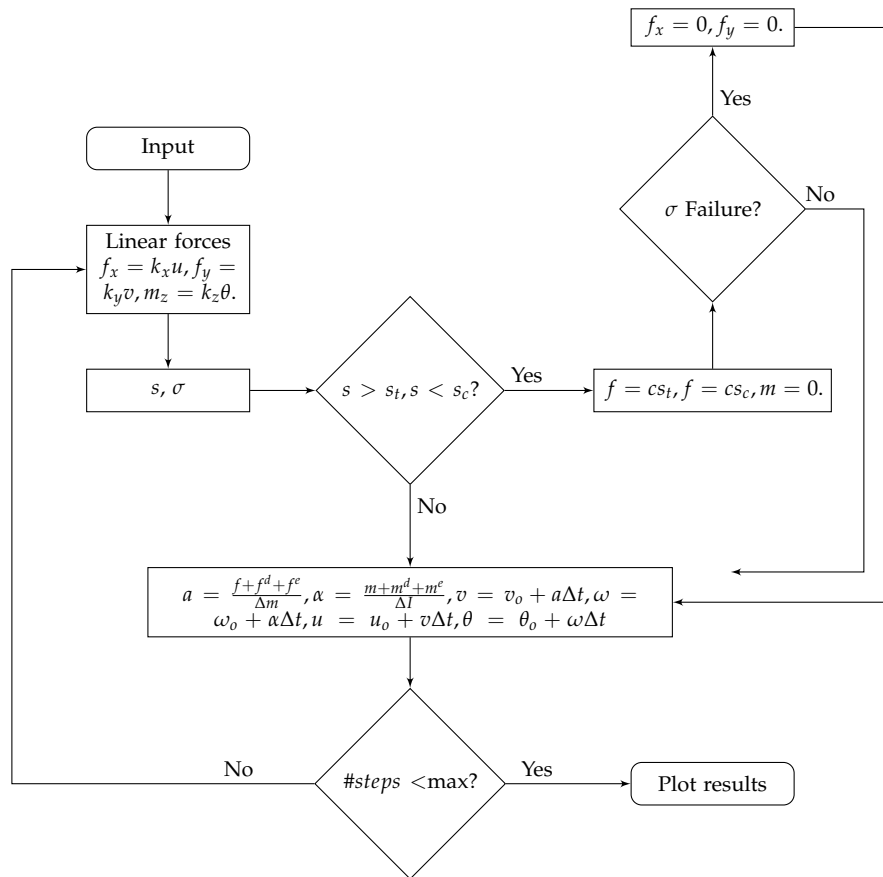 f_x = 0, f_y = 0.
Yes
Input
σ Failure?
No
Linear forces
f_x = k_x u, f_y =
k_y v, m_z = k_z θ.
s, σ
s > s_t, s < s_c?
Yes
f = cs_t, f = cs_c, m = 0.
No
a = \frac{f+f^d+f^e}{Δm}, α = \frac{m+m^d+m^e}{ΔI}, v = v_o + aΔt, ω =
ω_o + αΔt, u = u_o + vΔt, θ = θ_o + ωΔt
No
#steps <max?
Yes
Plot results